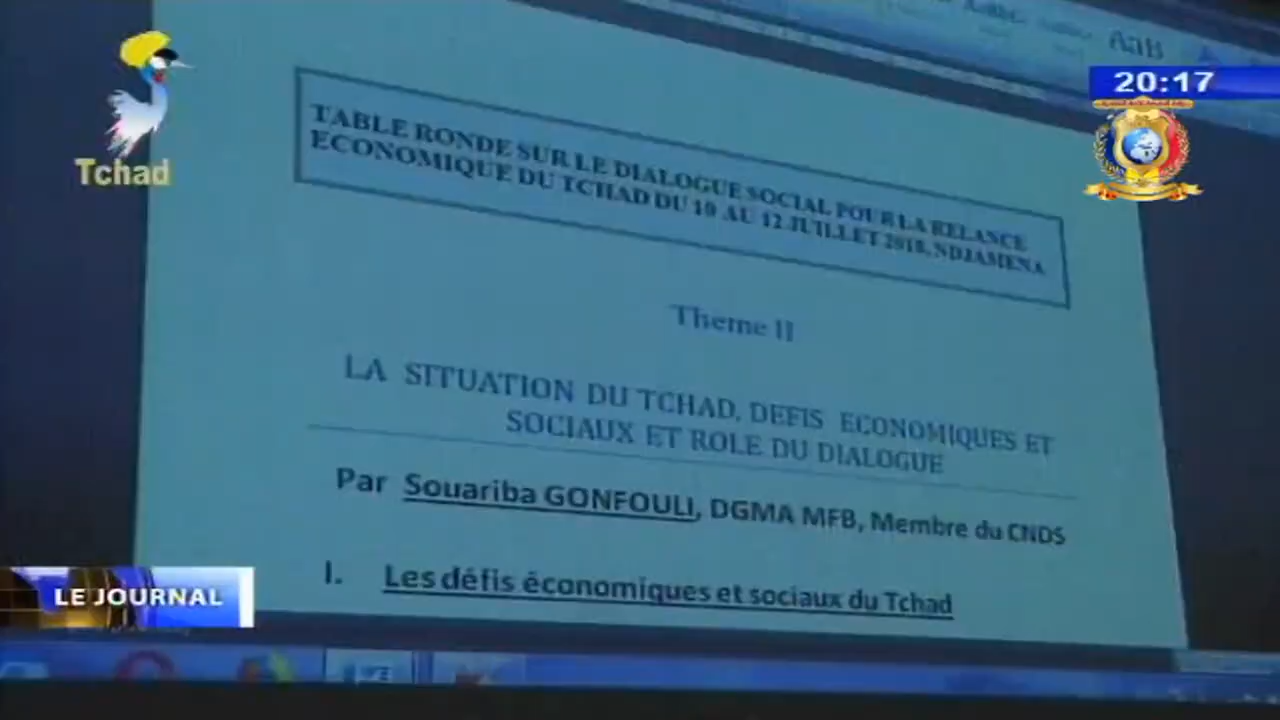 AaB
20:17
Tchad
TABLE RONDE SUR LE DIALOGUE SOCIAL POUR LA RELANCE
ECONOMIQUE DU TCHAD DU 10 AU 12 JUILLET 2018, NDJAMENA
Theme II
LA SITUATION DU TCHAD, DEFIS ECONOMIQUES ET
SOCIAUX ET ROLE DU DIALOGUE
Par Souariba GONFOULI, DGMA MFB, Membre du CNDS
I. Les défis économiques et sociaux du Tchad
LE JOURNAL